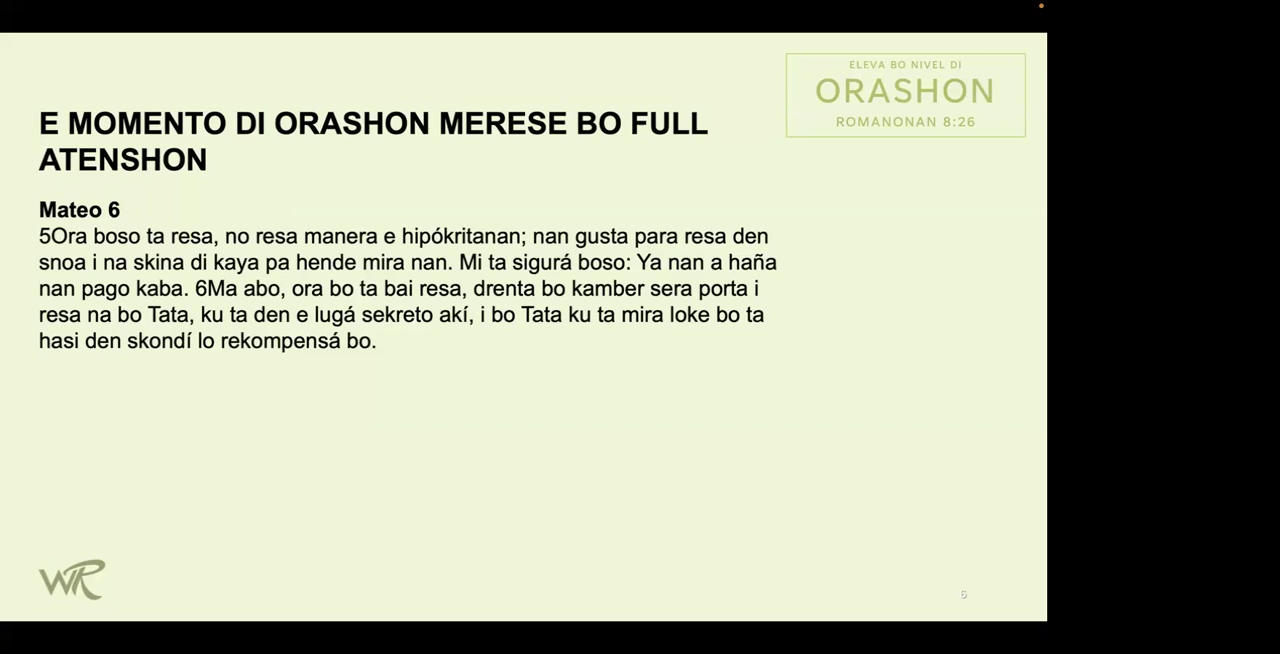 ELEVA BO NIVEL DI
ORASHON
ROMANONAN 8:26
E MOMENTO DI ORASHON MERESE BO FULL
ATENSHON
Mateo 6
5Ora boso ta resa, no resa manera e hipókritanan; nan gusta para resa den
snoa i na skina di kaya pa hende mira nan. Mi ta sigurá boso: Ya nan a haña
nan pago kaba. 6Ma abo, ora bo ta bai resa, drenta bo kamber sera porta i
resa na bo Tata, ku ta den e lugá sekreto akí, i bo Tata ku ta mira loke bo ta
hasi den skondí lo rekompensá bo.
WR
6